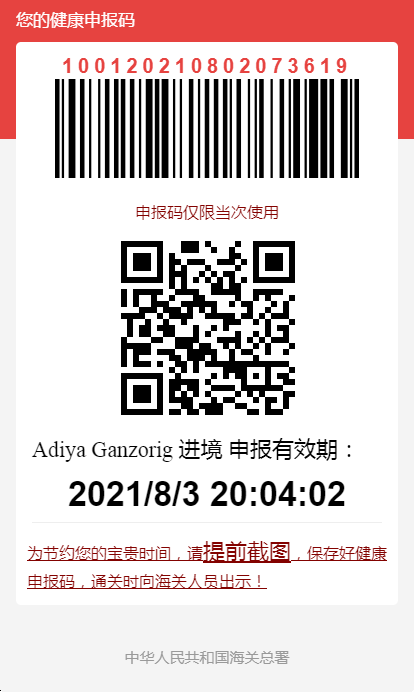 您的健康申报码
100120210802073619
申报码仅限当次使用
Adiya Ganzorig 进境 申报有效期：
2021/8/3 20:04:02
为节约您的宝贵时间，请提前截图，保存好健康
申报码，通关时向海关人员出示！
中华人民共和国海关总署